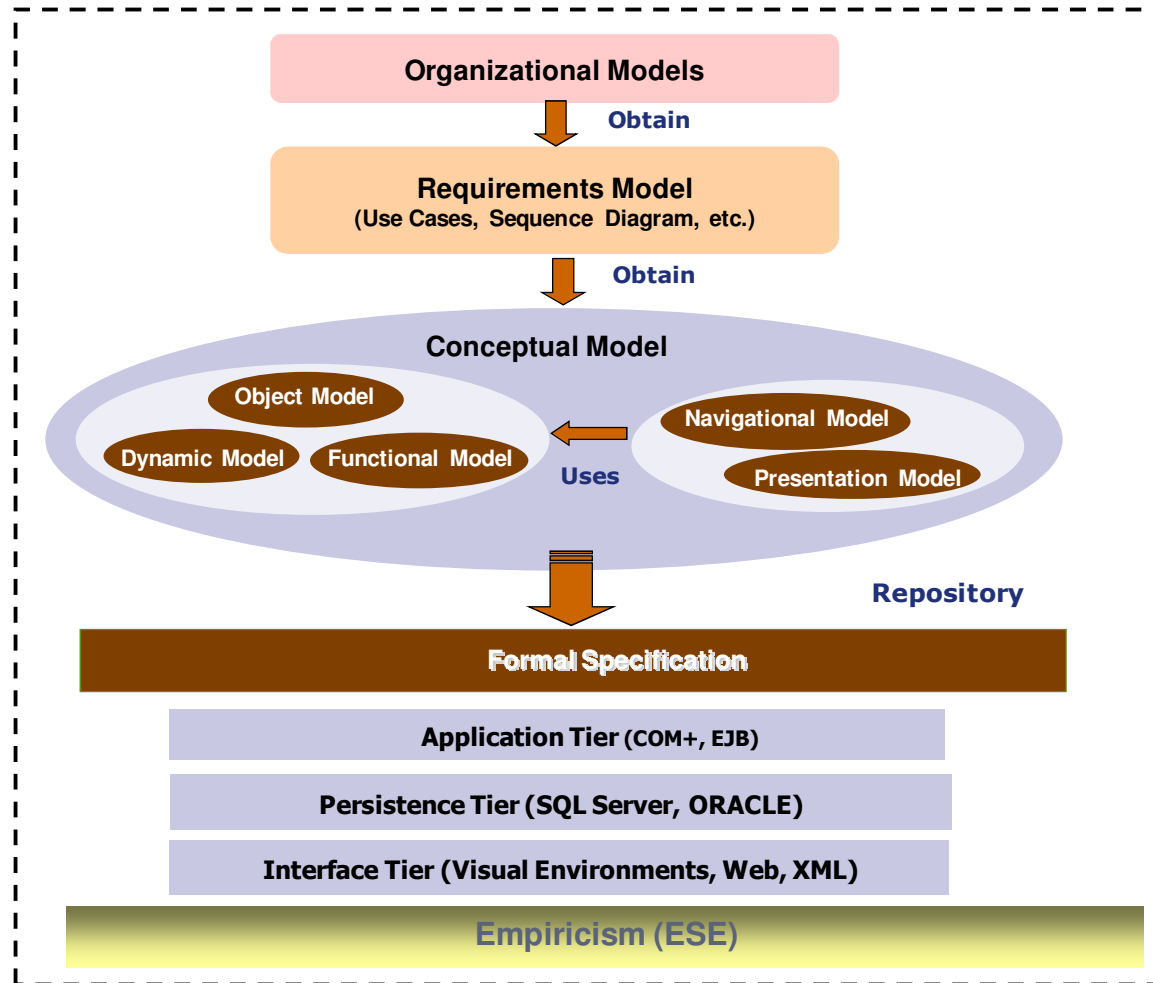 Organizational Models
Obtain
Requirements Model
(Use Cases, Sequence Diagram, etc.)
Obtain
Conceptual Model
Object Model
Dynamic Model
Functional Model
Uses
Navigational Model
Presentation Model
Repository
Formal Specification
Application Tier (COM+, EJB)
Persistence Tier (SQL Server, ORACLE)
Interface Tier (Visual Environments, Web, XML)
Empiricism (ESE)